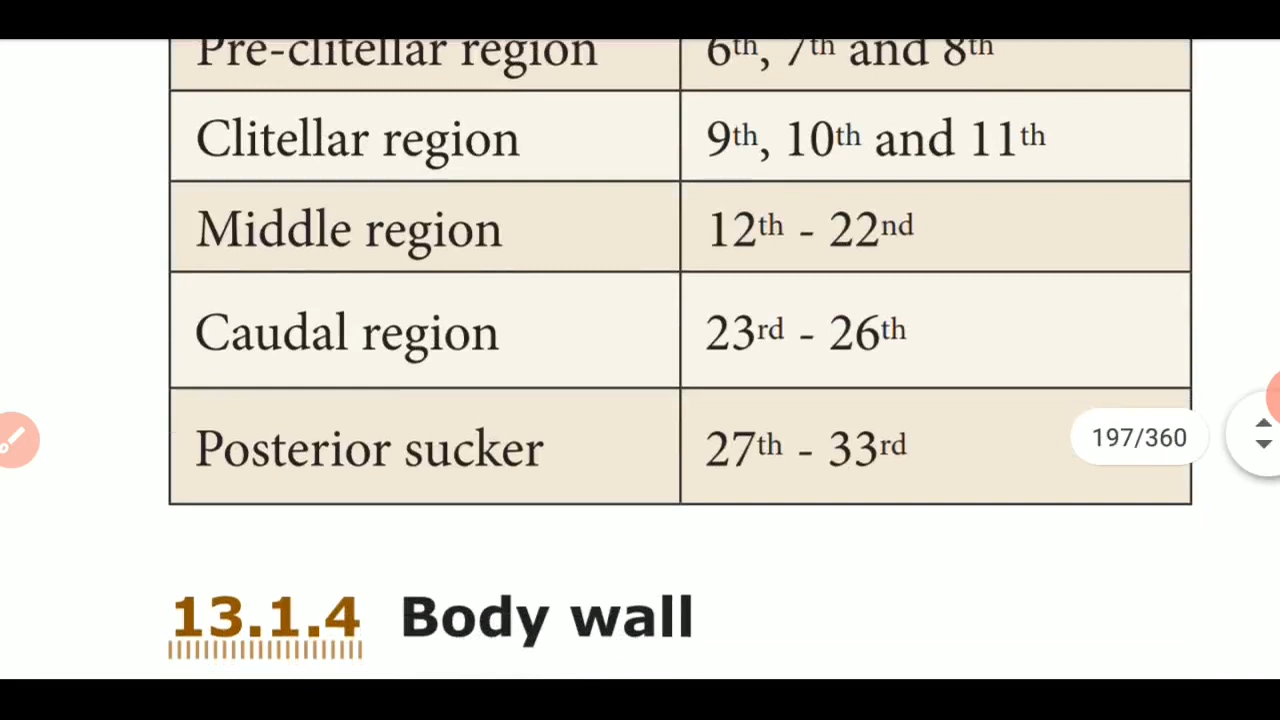 Pre-clitellar region 6th, 7th and 8th
Clitellar region 9th, 10th and 11th
Middle region 12th - 22nd
Caudal region 23rd - 26th
Posterior sucker 27th - 33rd
197/360
13.1.4 Body wall